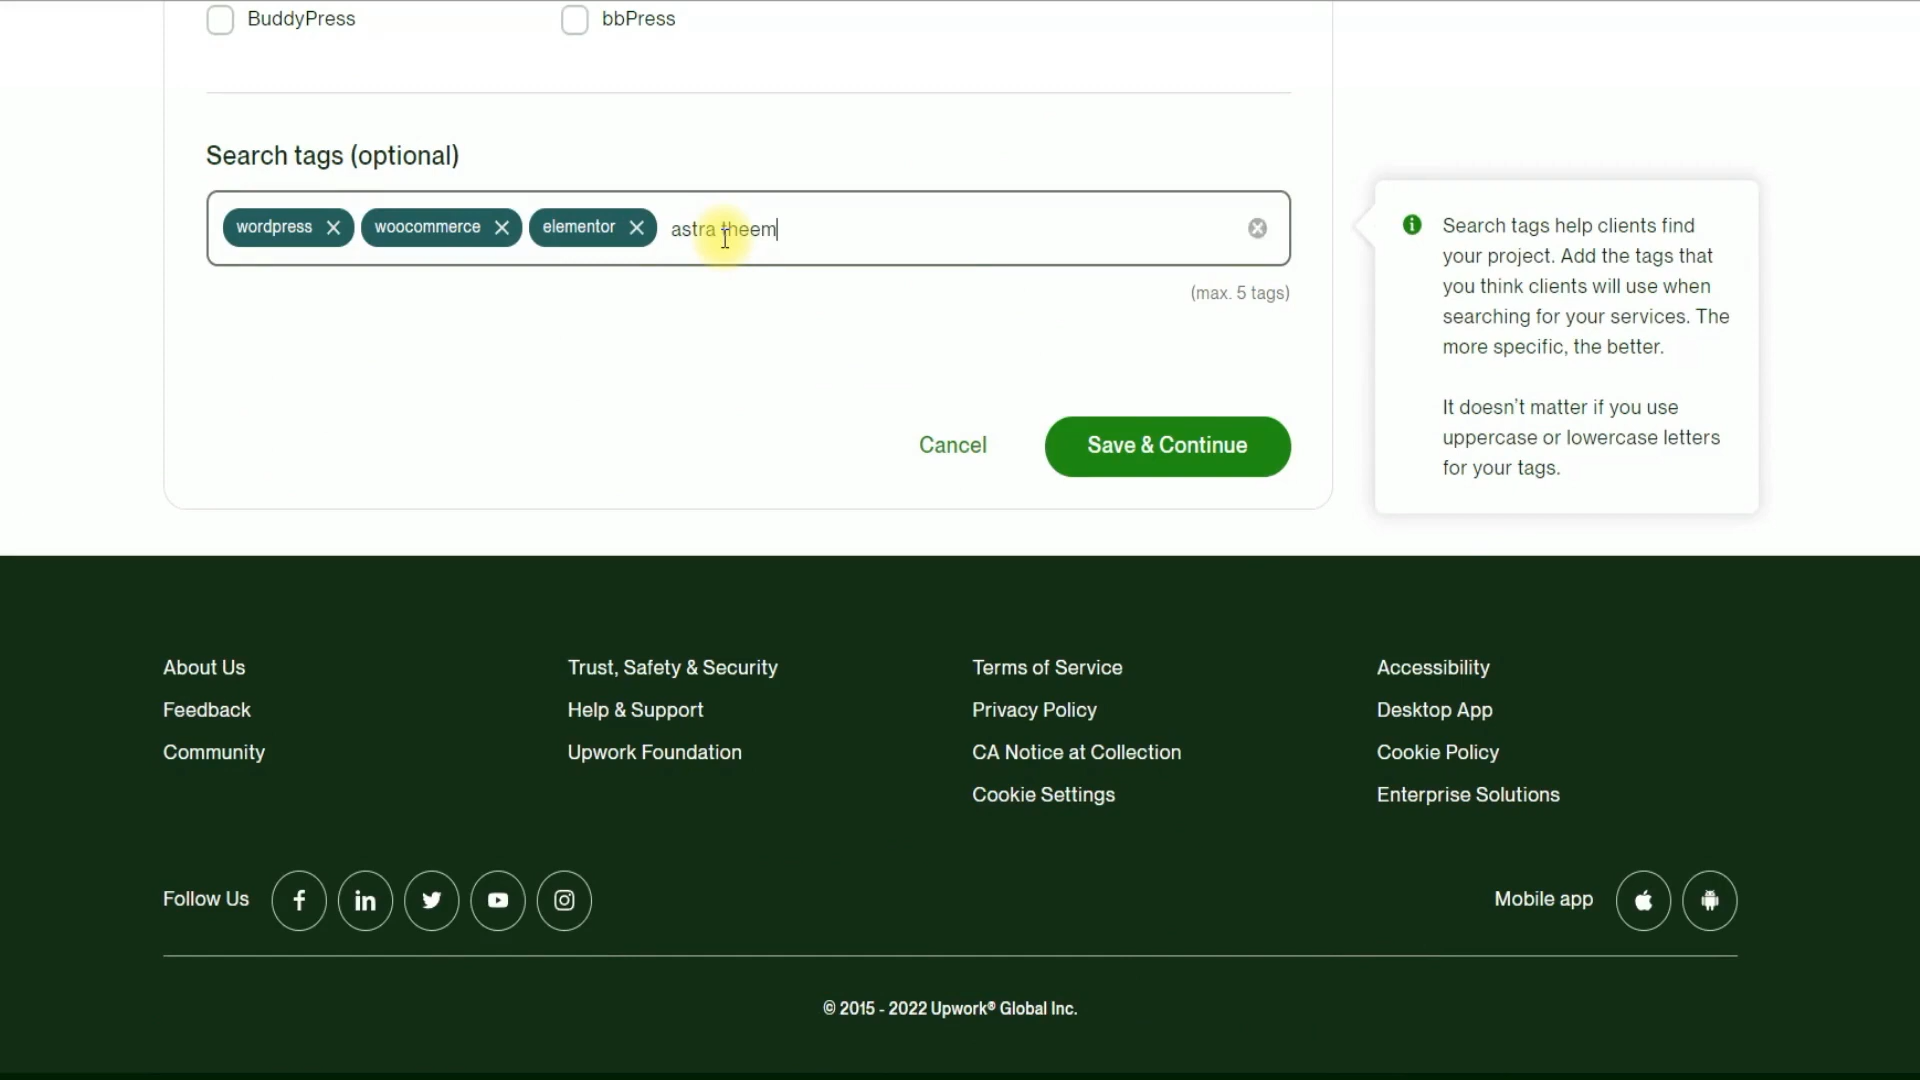 BuddyPress
bbPress
Search tags (optional)
wordpress woocommerce elementor astra theem
(max. 5 tags)
Search tags help clients find
your project. Add the tags that
you think clients will use when
searching for your services. The
more specific, the better.
It doesn't matter if you use
uppercase or lowercase letters
for your tags.
Cancel
Save & Continue
About Us
Feedback
Community
Trust, Safety & Security
Help & Support
Upwork Foundation
Terms of Service
Privacy Policy
CA Notice at Collection
Cookie Settings
Accessibility
Desktop App
Cookie Policy
Enterprise Solutions
Follow Us
Mobile app
© 2015 - 2022 Upwork® Global Inc.